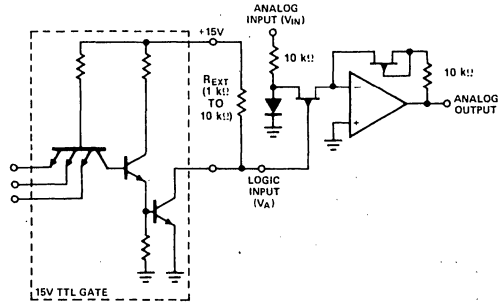 ANALOG
INPUT (VIN)
+15V
10 kΩ
REXT
(1 kΩ
TO
10 kΩ)
10 kΩ
ANALOG
OUTPUT
LOGIC
INPUT
(VA)
15V TTL GATE